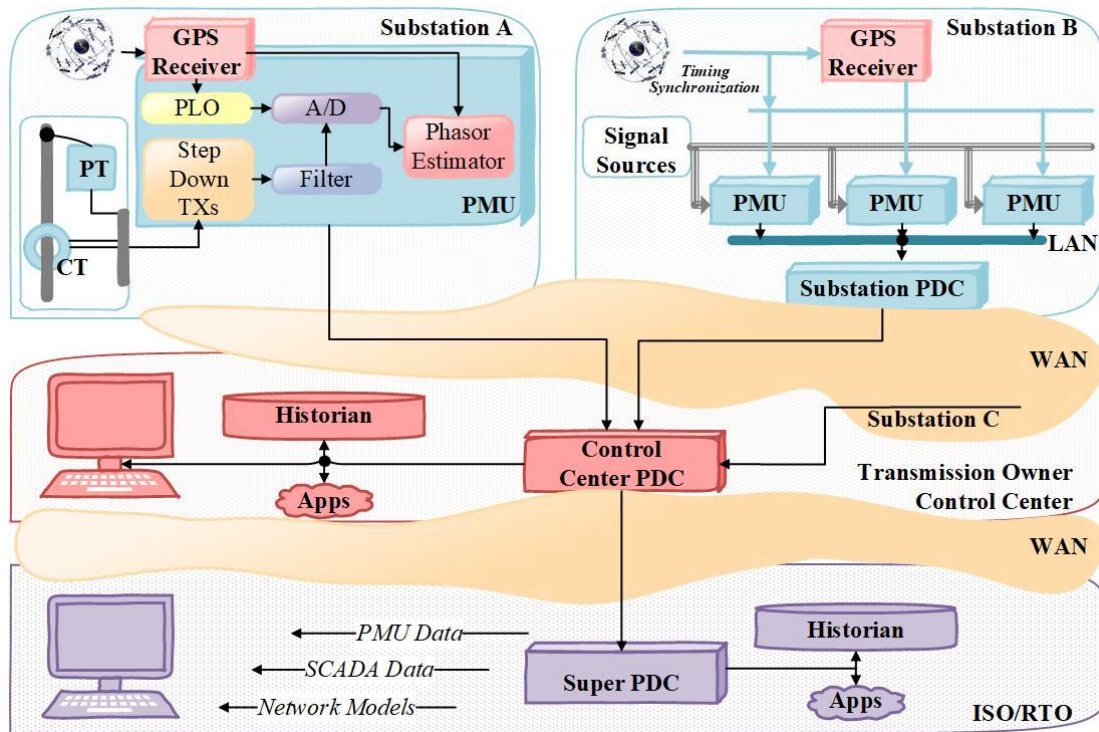 Substation A
GPS
Receiver
PLO
A/D
Phasor
Estimator
Step
Down
TXs
Filter
PMU
PT
CT
Substation B
GPS
Receiver
Timing
Synchronization
Signal
Sources
PMU
PMU
PMU
LAN
Substation PDC
WAN
Historian
Apps
Control
Center PDC
Substation C
Transmission Owner
Control Center
WAN
PMU Data
SCADA Data
Network Models
Super PDC
Historian
Apps
ISO/RTO